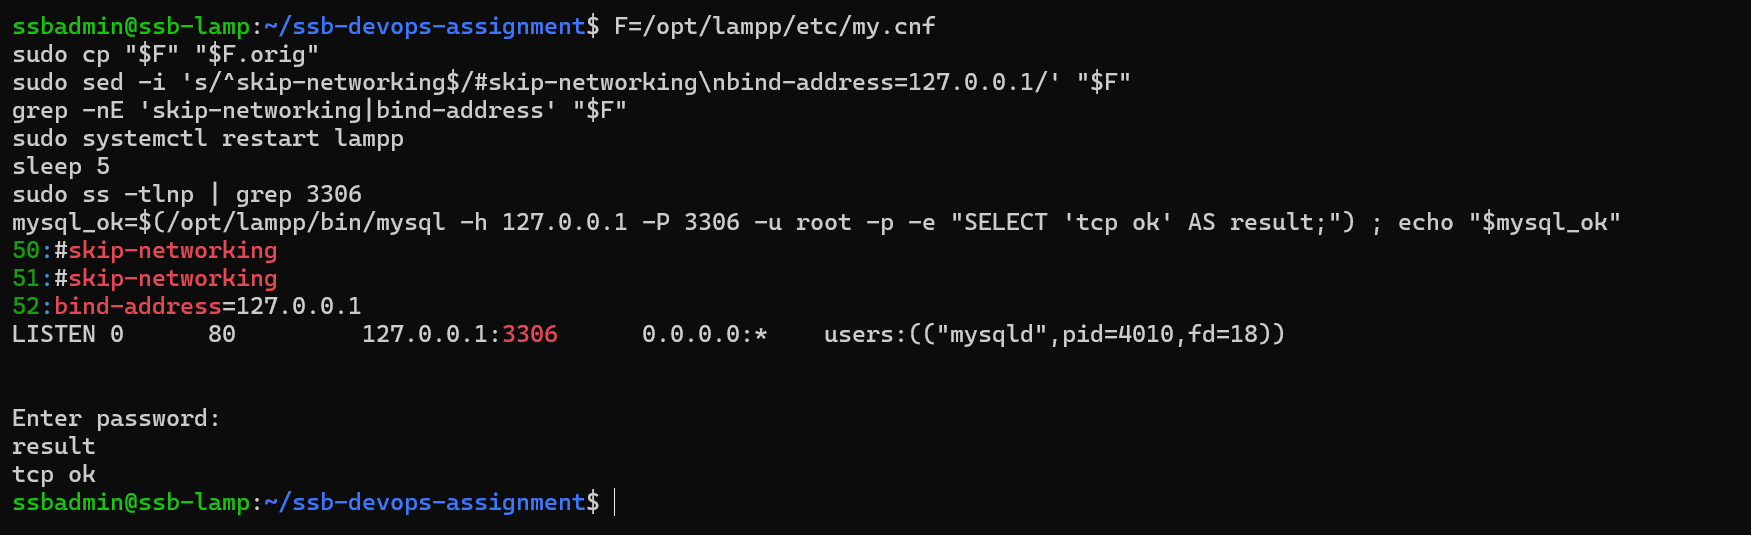 ssbadmin@ssb-lamp:~/ssb-devops-assignment$ F=/opt/lampp/etc/my.cnf
sudo cp "$F" "$F.orig"
sudo sed -i 's/^skip-networking$/#skip-networking\nbind-address=127.0.0.1/' "$F"
grep -nE 'skip-networking|bind-address' "$F"
sudo systemctl restart lampp
sleep 5
sudo ss -tlnp | grep 3306
mysql_ok=$(/opt/lampp/bin/mysql -h 127.0.0.1 -P 3306 -u root -p -e "SELECT 'tcp ok' AS result;") ; echo "$mysql_ok"
50:#skip-networking
51:#skip-networking
52:bind-address=127.0.0.1
LISTEN 0      80         127.0.0.1:3306      0.0.0.0:*    users:(("mysqld",pid=4010,fd=18))
Enter password:
result
tcp ok
ssbadmin@ssb-lamp:~/ssb-devops-assignment$